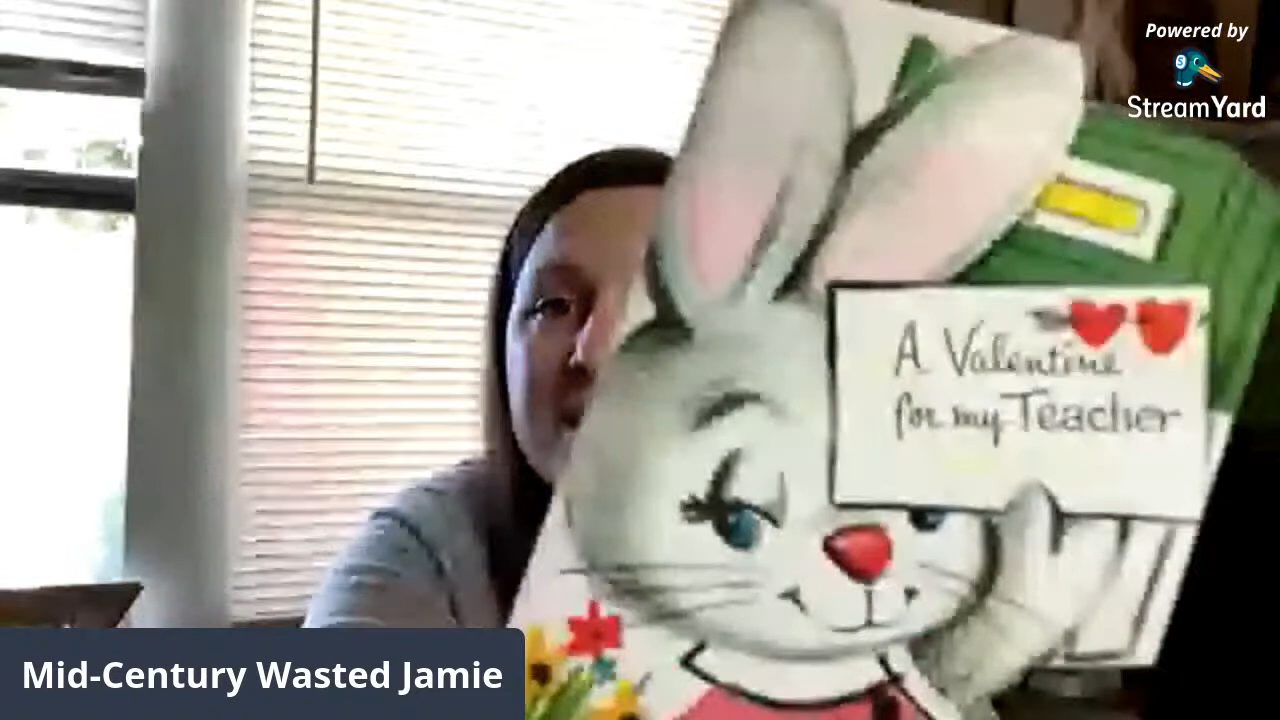 Powered by
StreamYard
A Valentine
for my Teacher
Mid-Century Wasted Jamie